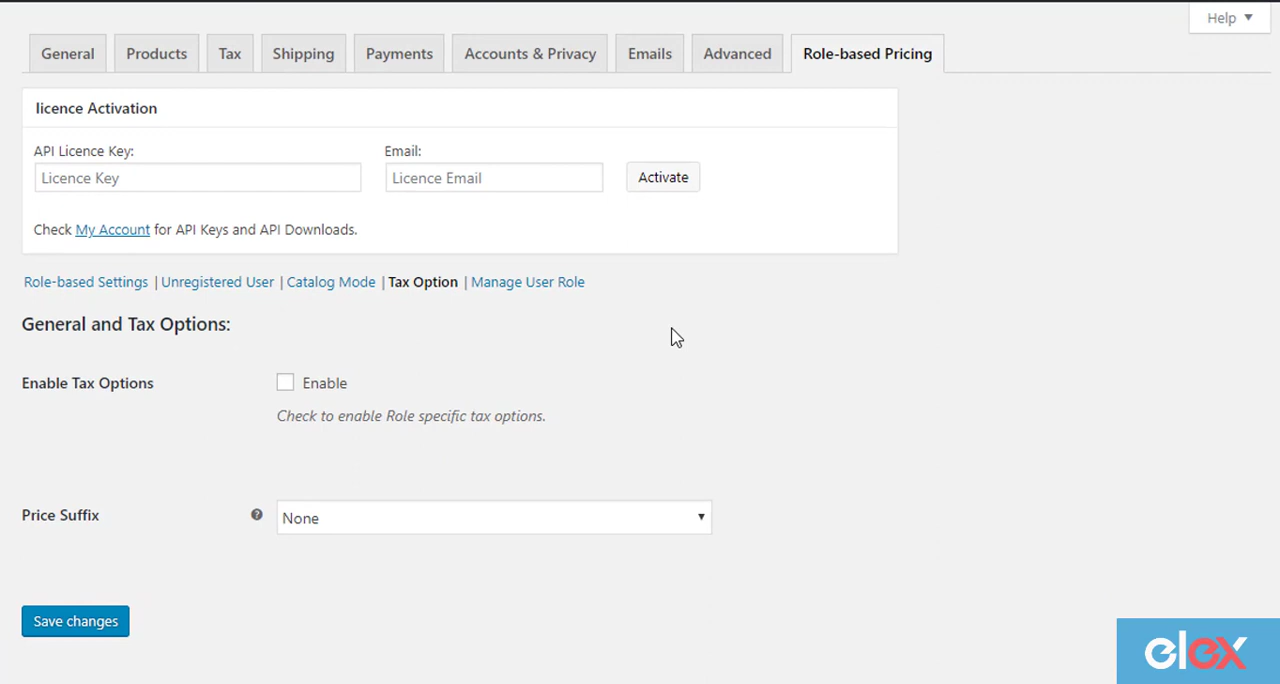 Help ▼
General Products Tax Shipping Payments Accounts & Privacy Emails Advanced Role-based Pricing
licence Activation
API Licence Key: Email:
Licence Key Licence Email Activate
Check My Account for API Keys and API Downloads.
Role-based Settings | Unregistered User | Catalog Mode | Tax Option | Manage User Role
General and Tax Options:
Enable Tax Options Enable
Check to enable Role specific tax options.
Price Suffix ? None ▼
Save changes
elex